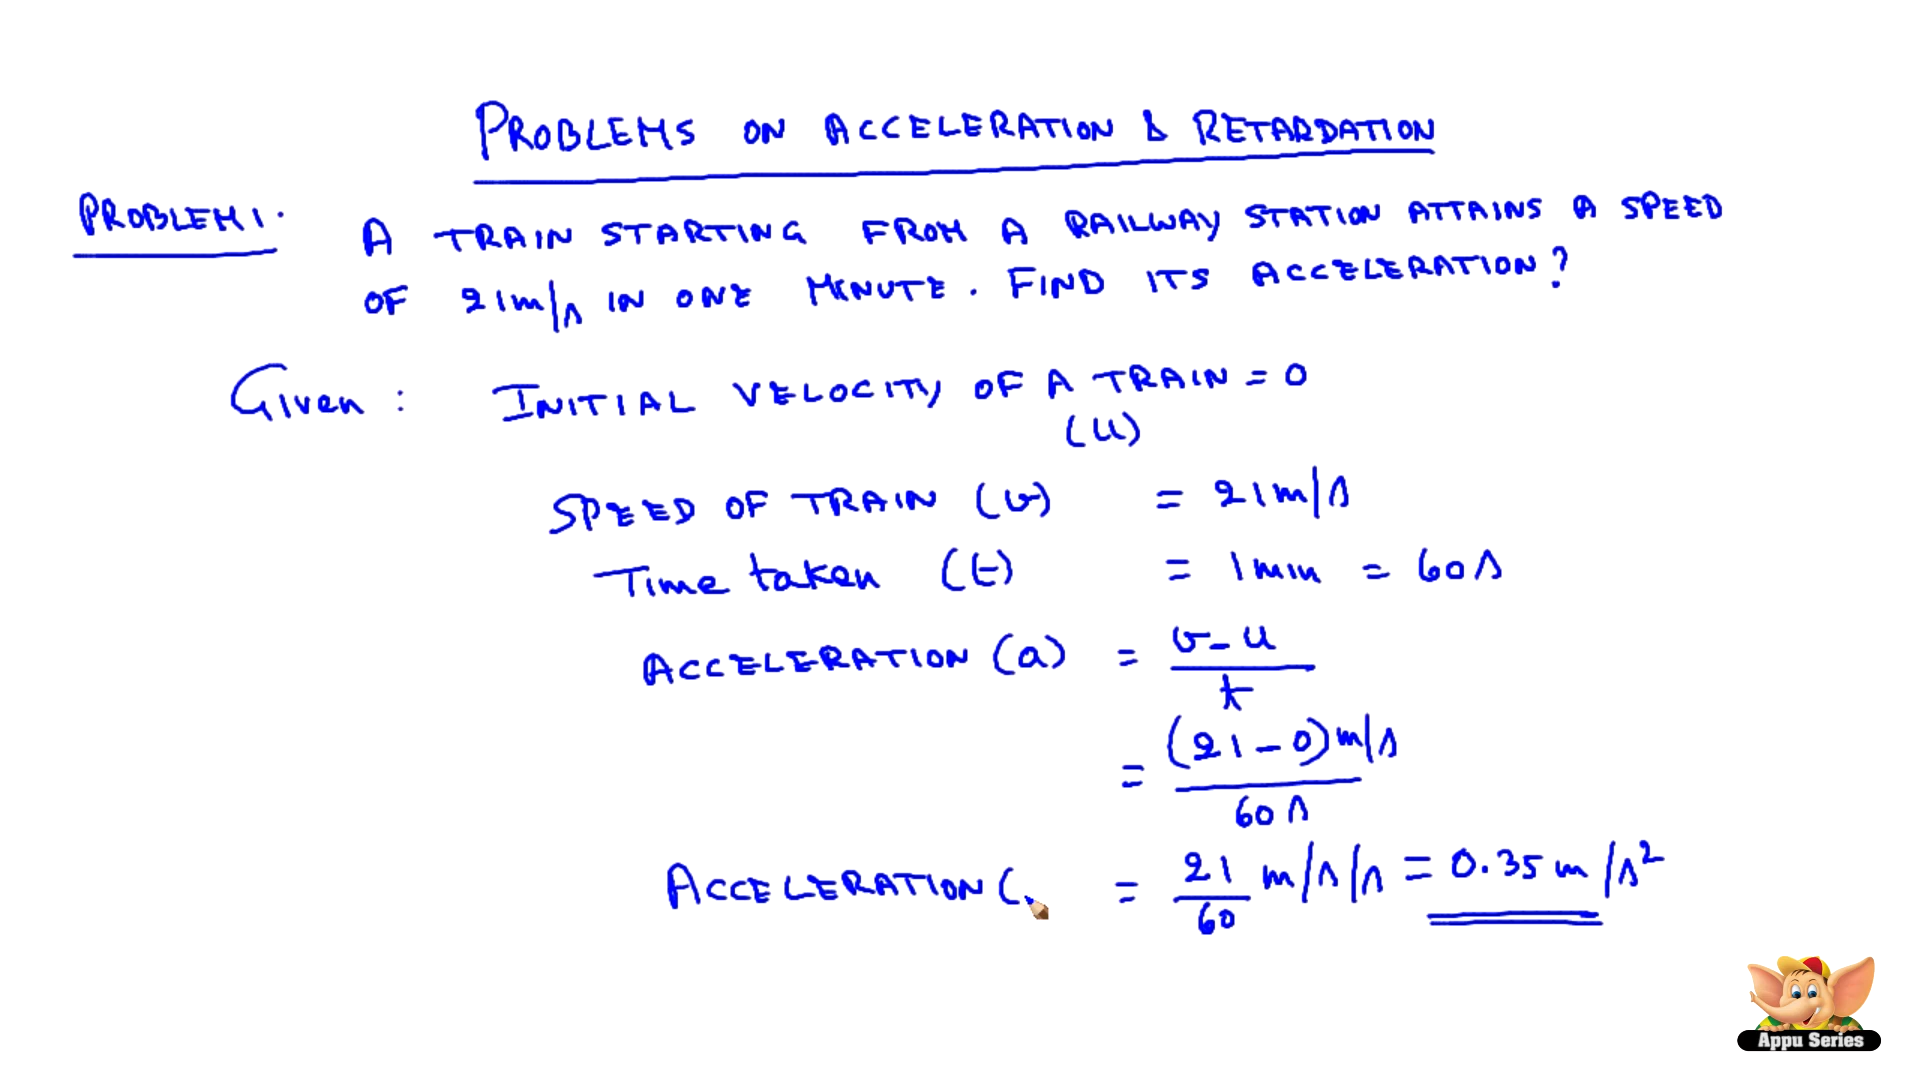 PROBLEMS ON ACCELERATION & RETARDATION
PROBLEM 1. A TRAIN STARTING FROM A RAILWAY STATION ATTAINS A SPEED
OF 21m/s IN ONE MINUTE. FIND ITS ACCELERATION?
Given : INITIAL VELOCITY OF A TRAIN = 0
(u)
SPEED OF TRAIN (v) = 21m/s
Time taken (t) = 1 min = 60s
ACCELERATION (a) = v-u
t
= (21-0) m/s
60s
ACCELERATION ( = 21/60 m/s/s = 0.35 m/s²
Appu Series